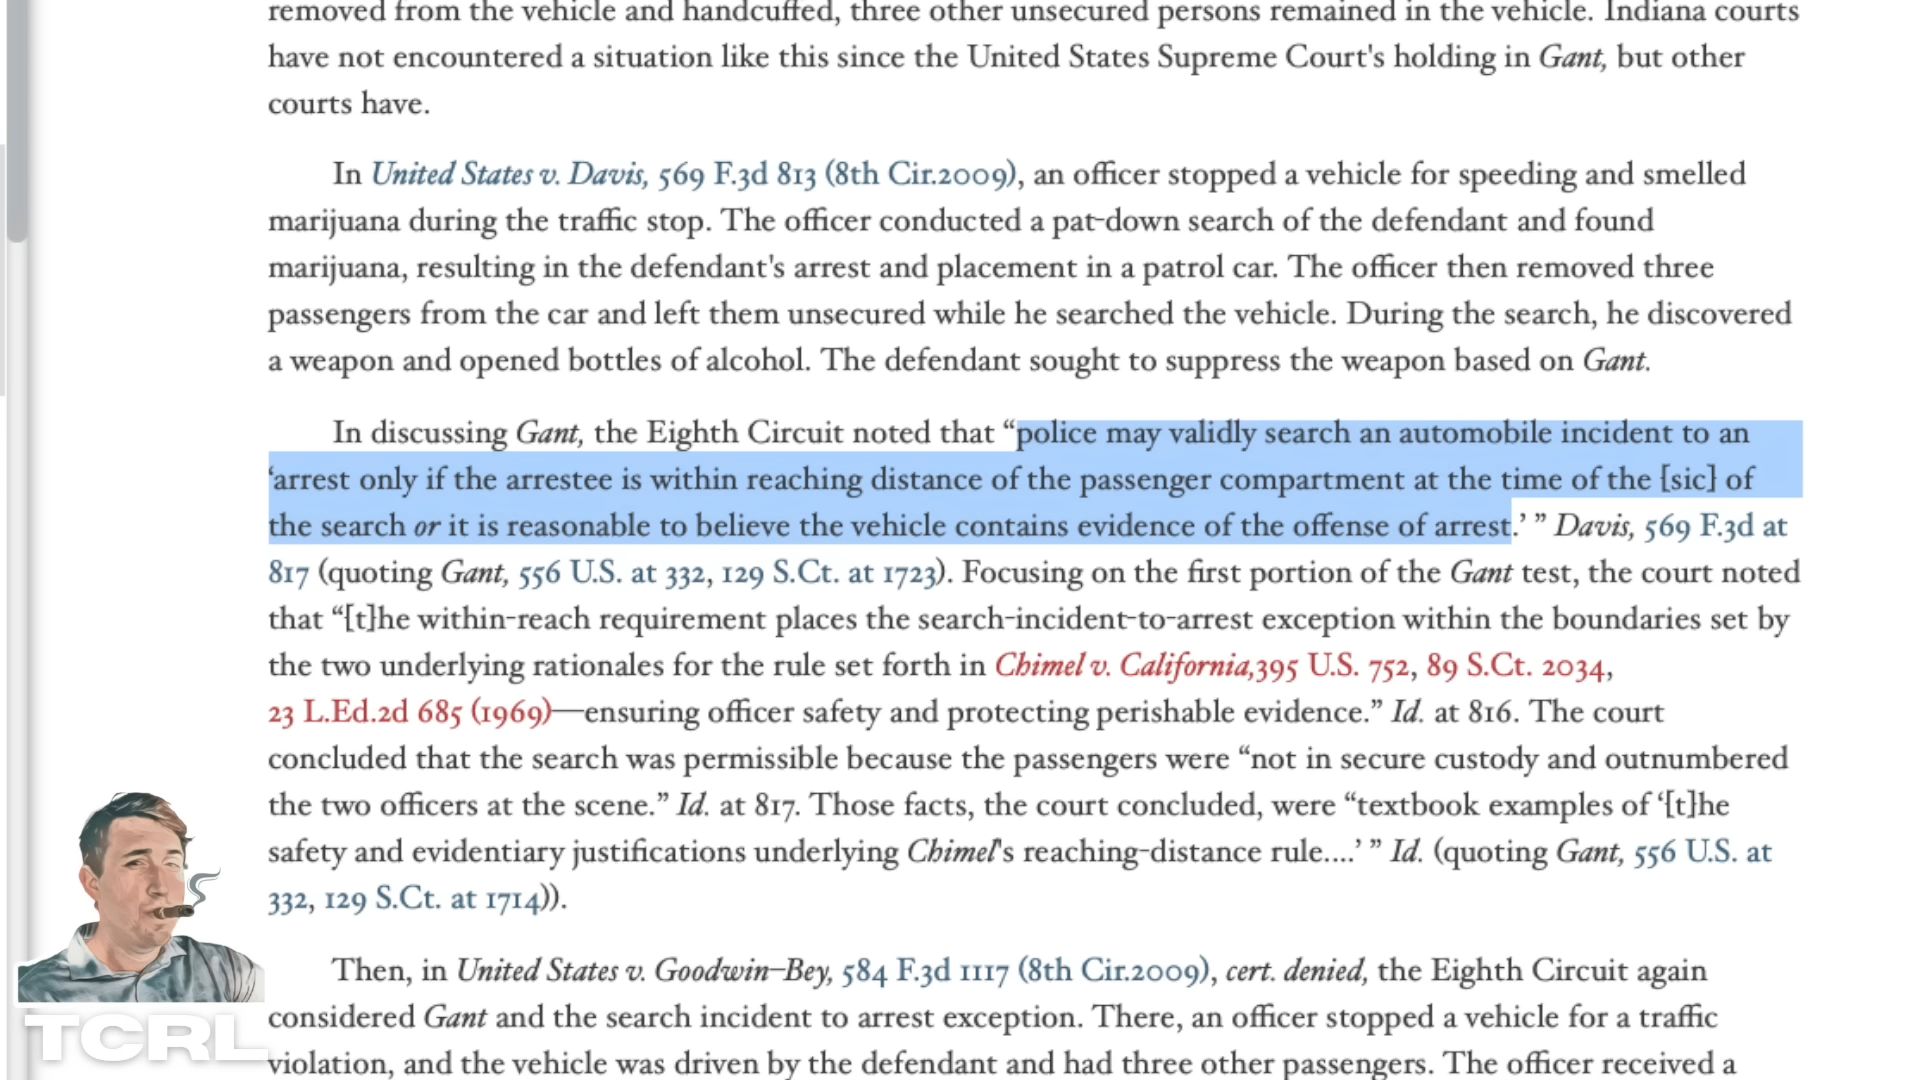 removed from the vehicle and handcuffed, three other unsecured persons remained in the vehicle. Indiana courts
have not encountered a situation like this since the United States Supreme Court's holding in Gant, but other
courts have.
In United States v. Davis, 569 F.3d 813 (8th Cir.2009), an officer stopped a vehicle for speeding and smelled
marijuana during the traffic stop. The officer conducted a pat-down search of the defendant and found
marijuana, resulting in the defendant's arrest and placement in a patrol car. The officer then removed three
passengers from the car and left them unsecured while he searched the vehicle. During the search, he discovered
a weapon and opened bottles of alcohol. The defendant sought to suppress the weapon based on Gant.
In discussing Gant, the Eighth Circuit noted that “police may validly search an automobile incident to an
‘arrest only if the arrestee is within reaching distance of the passenger compartment at the time of the [sic] of
the search or it is reasonable to believe the vehicle contains evidence of the offense of arrest.’ ” Davis, 569 F.3d at
817 (quoting Gant, 556 U.S. at 332, 129 S.Ct. at 1723). Focusing on the first portion of the Gant test, the court noted
that “[t]he within-reach requirement places the search-incident-to-arrest exception within the boundaries set by
the two underlying rationales for the rule set forth in Chimel v. California,395 U.S. 752, 89 S.Ct. 2034,
23 L.Ed.2d 685 (1969)—ensuring officer safety and protecting perishable evidence.” Id. at 816. The court
concluded that the search was permissible because the passengers were “not in secure custody and outnumbered
the two officers at the scene.” Id. at 817. Those facts, the court concluded, were “textbook examples of ‘[t]he
safety and evidentiary justifications underlying Chimel's reaching-distance rule....’ ” Id. (quoting Gant, 556 U.S. at
332, 129 S.Ct. at 1714)).
Then, in United States v. Goodwin–Bey, 584 F.3d 1117 (8th Cir.2009), cert. denied, the Eighth Circuit again
considered Gant and the search incident to arrest exception. There, an officer stopped a vehicle for a traffic
violation, and the vehicle was driven by the defendant and had three other passengers. The officer received a
TCRL